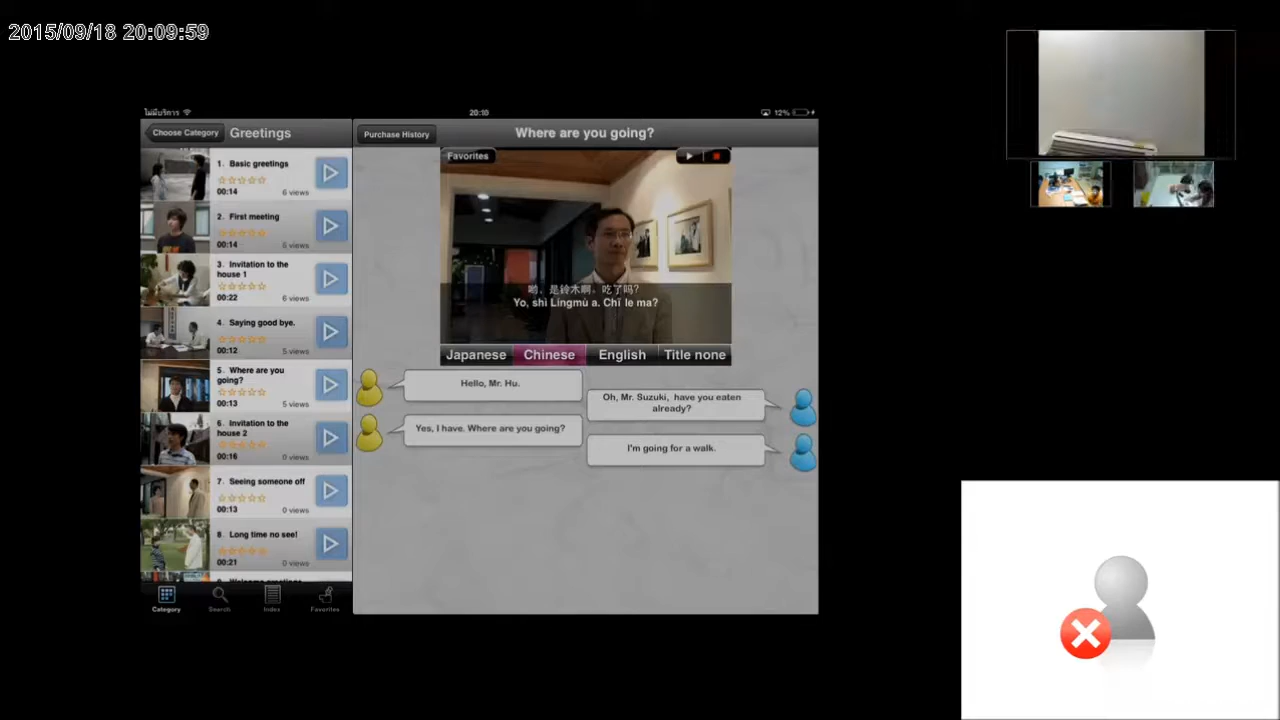 2015/09/18 20:09:59
ไม่มีบริการ
20:10
12%
Choose Category
Greetings
Purchase History
Where are you going?
1. Basic greetings
00:14
6 views
2. First meeting
00:14
6 views
3. Invitation to the
house 1
00:22
6 views
4. Saying good bye.
00:12
5 views
5. Where are you
going?
00:13
5 views
6. Invitation to the
house 2
00:16
0 views
7. Seeing someone off
00:13
0 views
8 Long time no see!
00:21
0 views
Category
Search
Index
Favorites
Favorites
哟，是铃木啊。吃了吗？
Yo, shì Língmù a. Chī le ma?
Japanese
Chinese
English
Title none
Hello, Mr. Hu.
Oh, Mr. Suzuki, have you eaten
already?
Yes, I have. Where are you going?
I'm going for a walk.